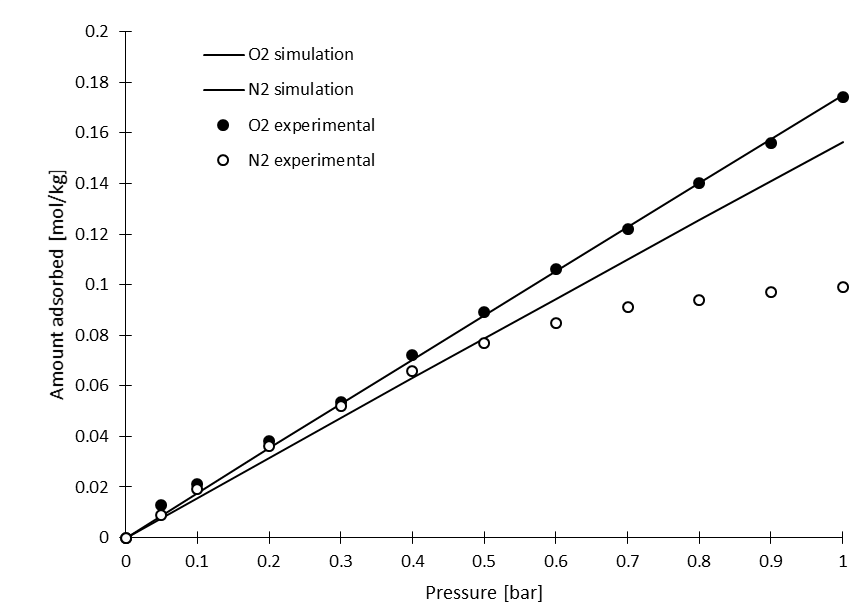 0.2
0.18
0.16
0.14
0.12
0.1
0.08
0.06
0.04
0.02
0
Amount adsorbed [mol/kg]
O2 simulation
N2 simulation
O2 experimental
N2 experimental
0 0.1 0.2 0.3 0.4 0.5 0.6 0.7 0.8 0.9 1
Pressure [bar]